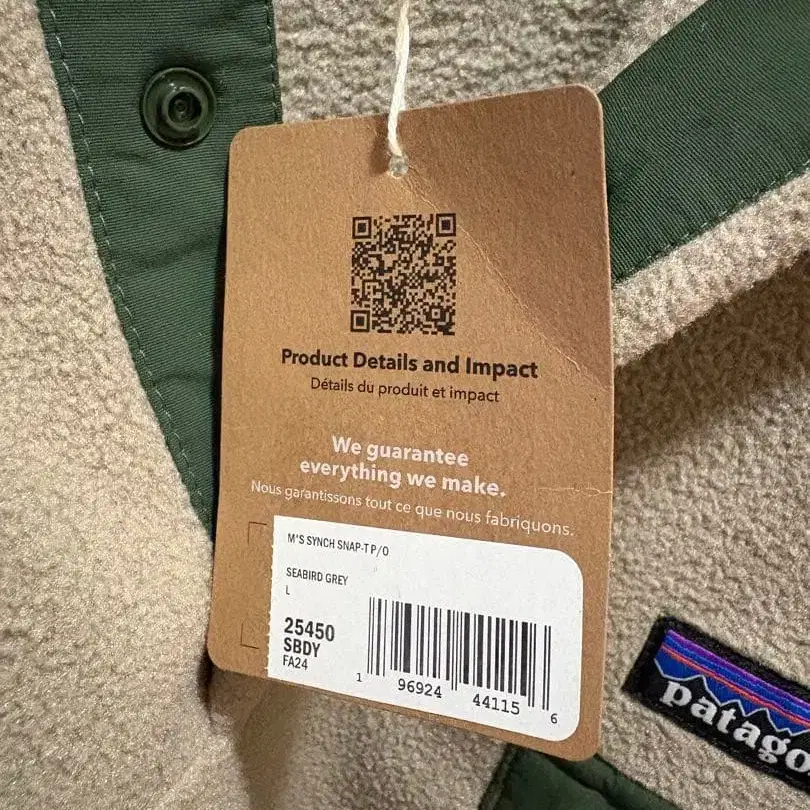 Product Details and Impact
Détails du produit et impact
We guarantee
everything we make.
Nous garantissons tout ce que nous fabriquons.
M'S SYNCH SNAP-T P/O
SEABIRD GREY
L
25450
SBDY
FA24
1 96924 44115 6
patago